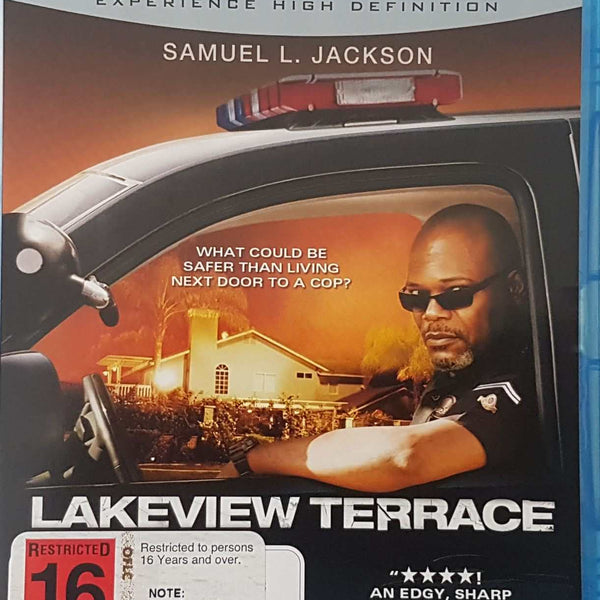 EXPERIENCE HIGH DEFINITION
SAMUEL L. JACKSON
WHAT COULD BE
SAFER THAN LIVING
NEXT DOOR TO A COP?
LAKEVIEW TERRACE
RESTRICTED
16
OFLC
Restricted to persons
16 Years and over.
NOTE:
"★★★★!
AN EDGY, SHARP